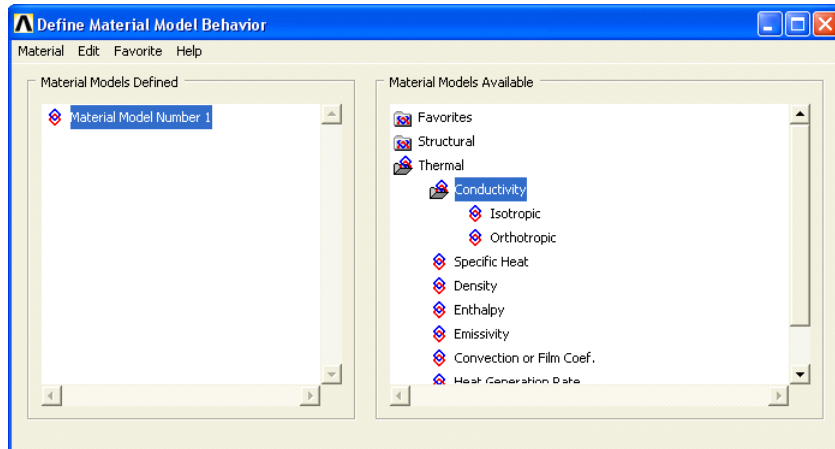 Define Material Model Behavior
Material Edit Favorite Help
Material Models Defined
Material Model Number 1
Material Models Available
Favorites
Structural
Thermal
Conductivity
Isotropic
Orthotropic
Specific Heat
Density
Enthalpy
Emissivity
Convection or Film Coef.
Heat Generation Rate